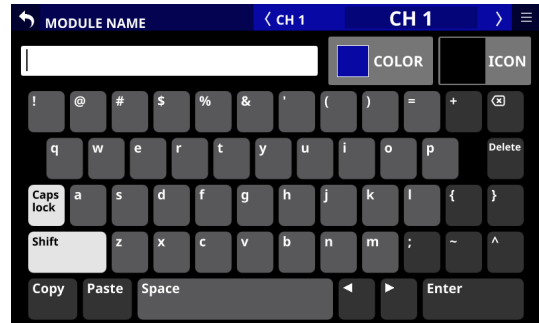 MODULE NAME 〈 CH 1 CH 1 〉
COLOR ICON
! @ # $ % & ' ( ) = +
q w e r t y u i o p Delete
Caps lock a s d f g h j k l { }
Shift z x c v b n m ; ~ ^
Copy Paste Space ◀ ▶ Enter